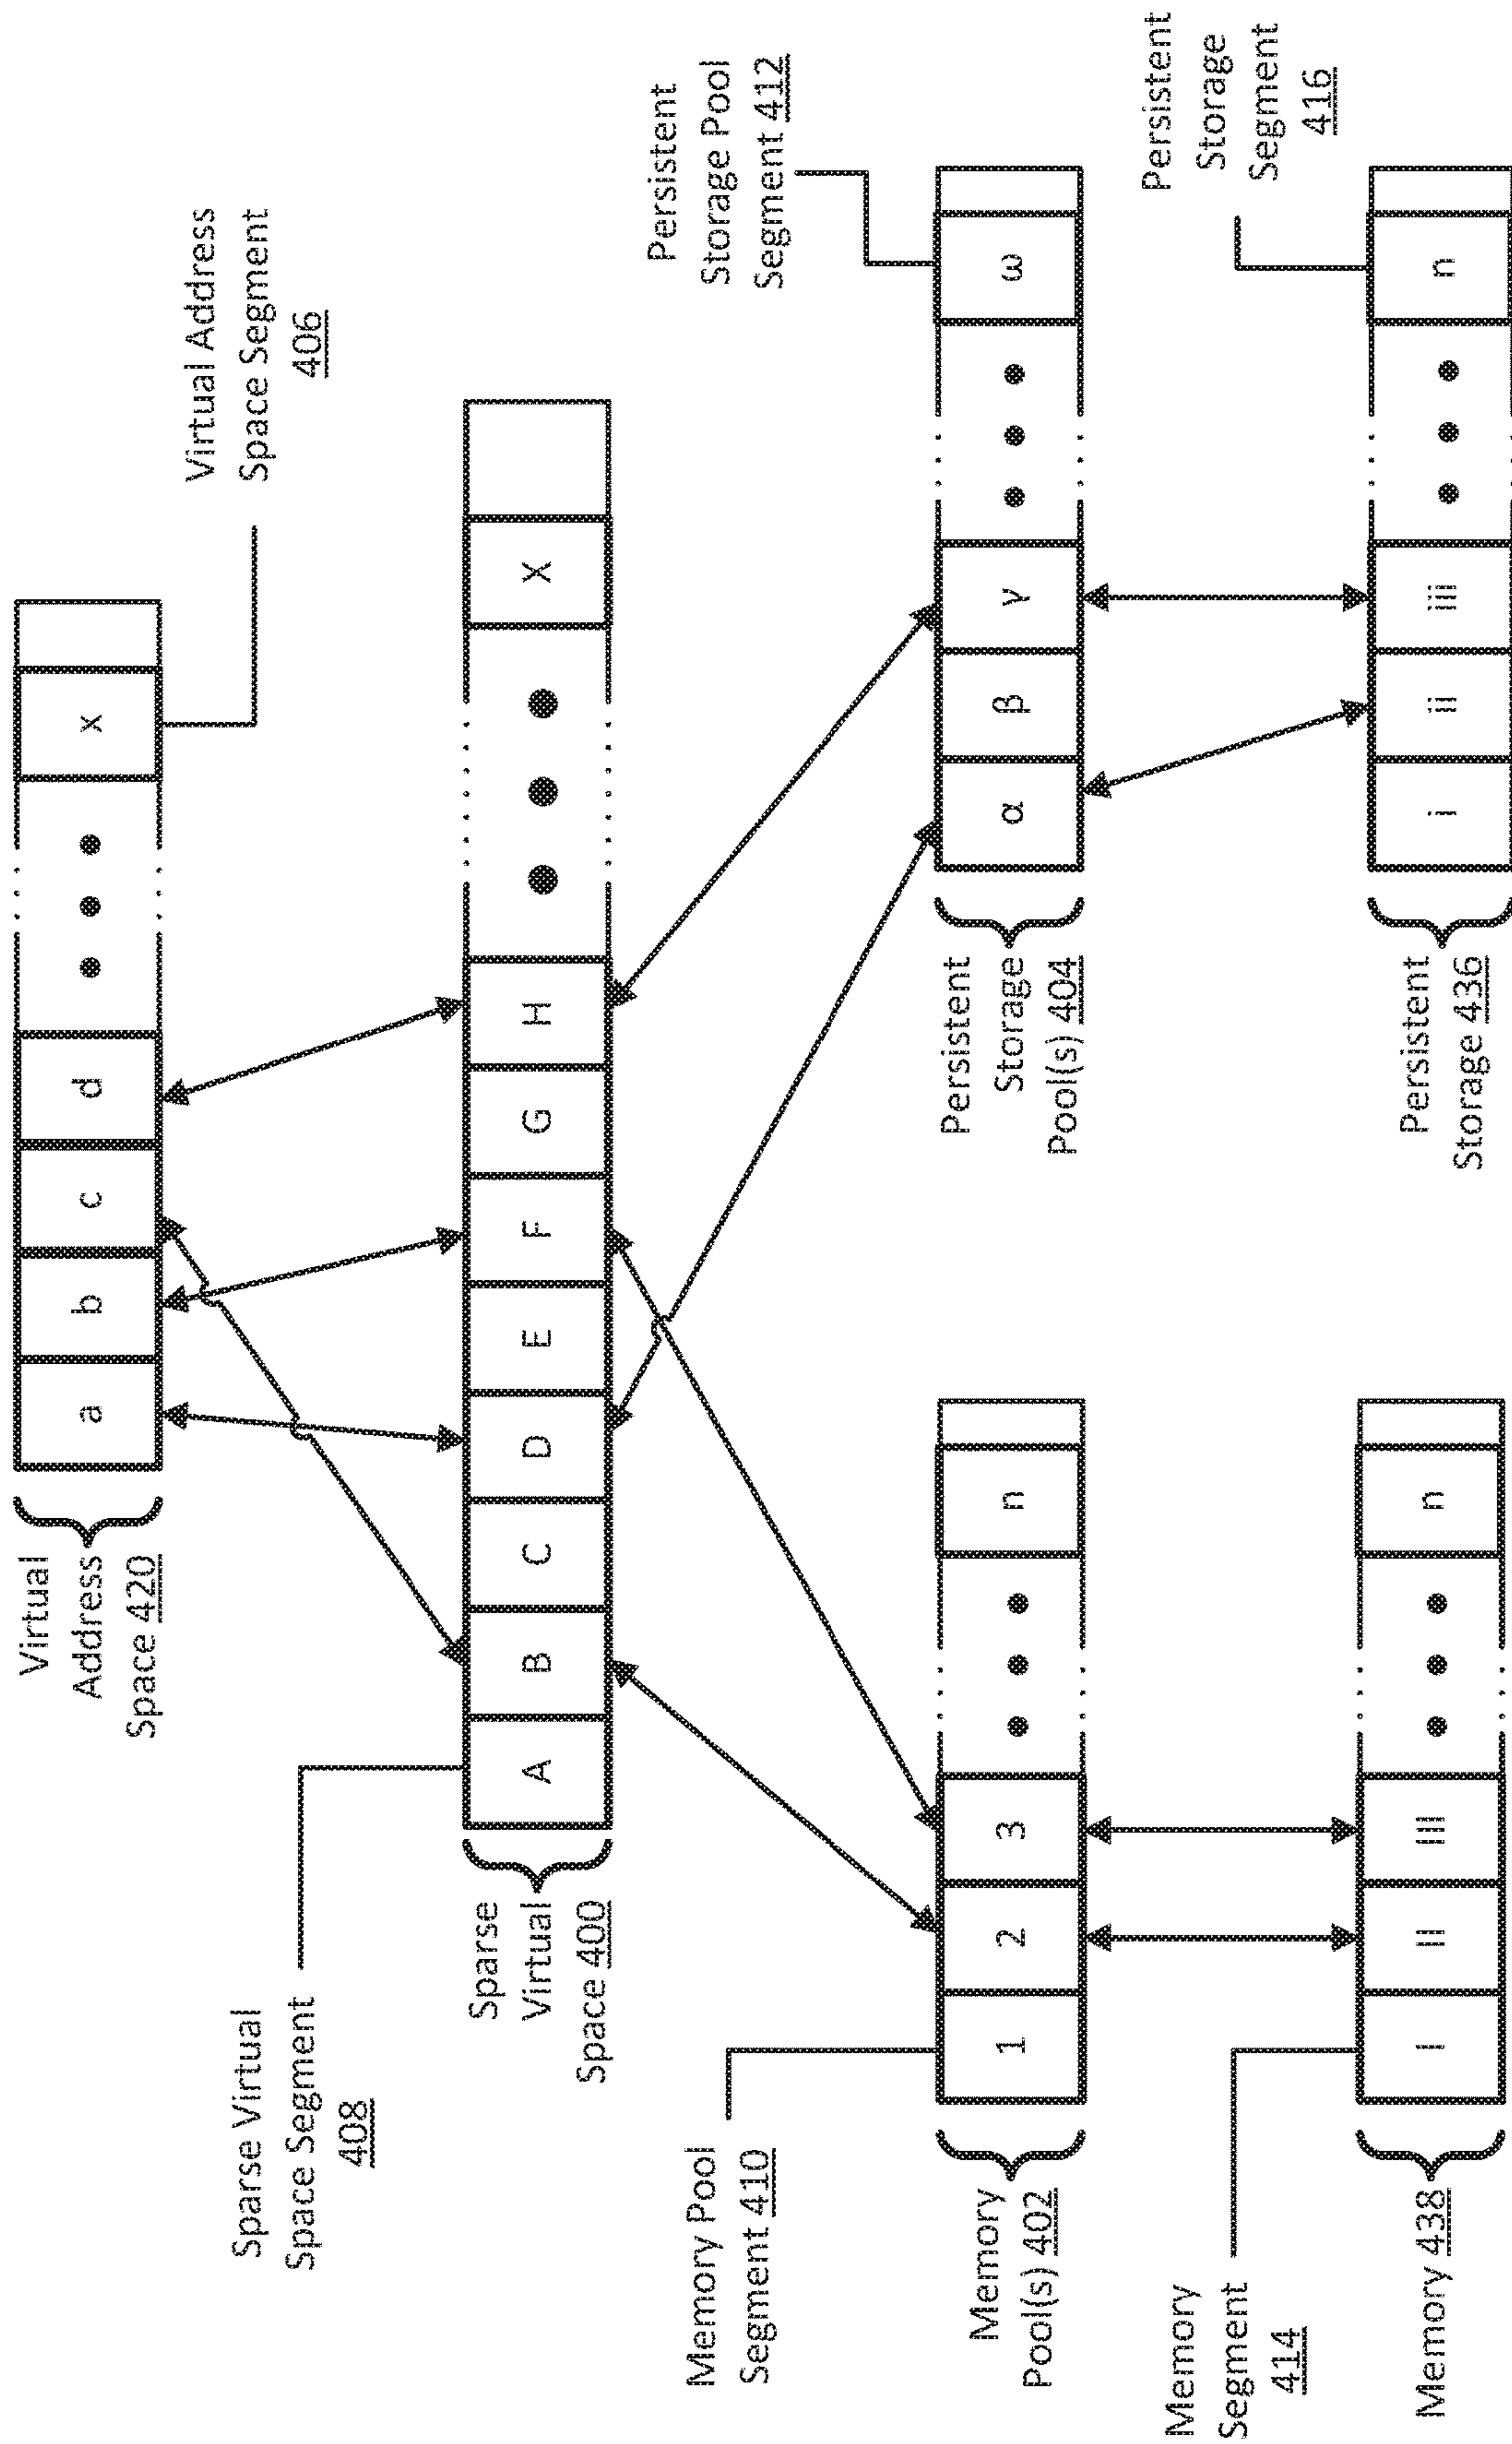 Virtual
Address
Space 420
a b c d x
Virtual Address
Space Segment
406
Sparse Virtual
Space Segment
408
Sparse
Virtual
Space 400
A B C D E F G H X
Memory Pool
Segment 410
Persistent
Storage Pool
Segment 412
Memory
Pool(s) 402
1 2 3 n
Persistent
Storage
Pool(s) 404
α β γ ω
Memory
Segment
414
Persistent
Storage
Segment
416
Memory 438
I II III n
Persistent
Storage 436
i ii iii n